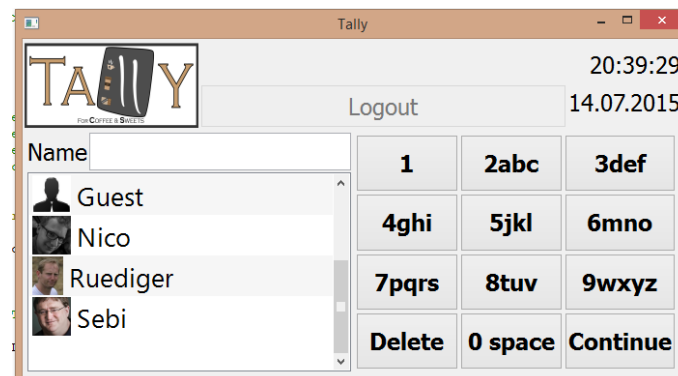 Tally
TALLY
FOR COFFEE & SWEETS
20:39:29
Logout
14.07.2015
Name
Guest
Nico
Ruediger
Sebi
1 2abc 3def
4ghi 5jkl 6mno
7pqrs 8tuv 9wxyz
Delete 0 space Continue